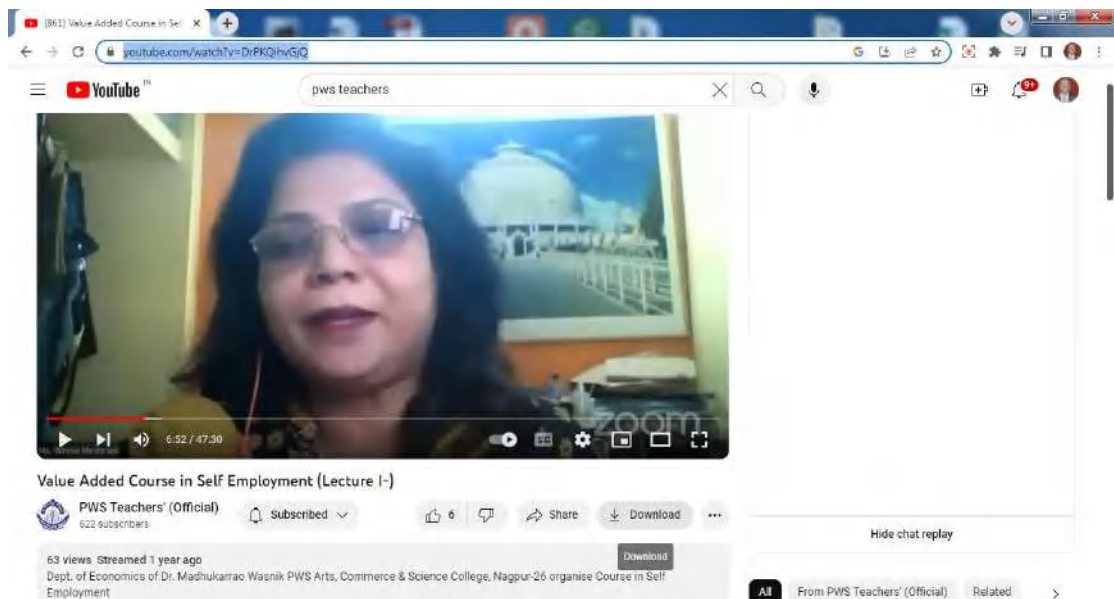 (863) Value Added Course in Sel
youtube.com/watch?v=DrPKQihvGjQ
YouTube IN
pws teachers
9+
zoom
6:52 / 47:30
Value Added Course in Self Employment (Lecture I-)
PWS Teachers' (Official)
622 subscribers
Subscribed
6
Share
Download
Hide chat replay
Download
63 views Streamed 1 year ago
Dept. of Economics of Dr. Madhukarrao Wasnik PWS Arts, Commerce & Science College, Nagpur-26 organise Course in Self
Employment
All
From PWS Teachers' (Official)
Related